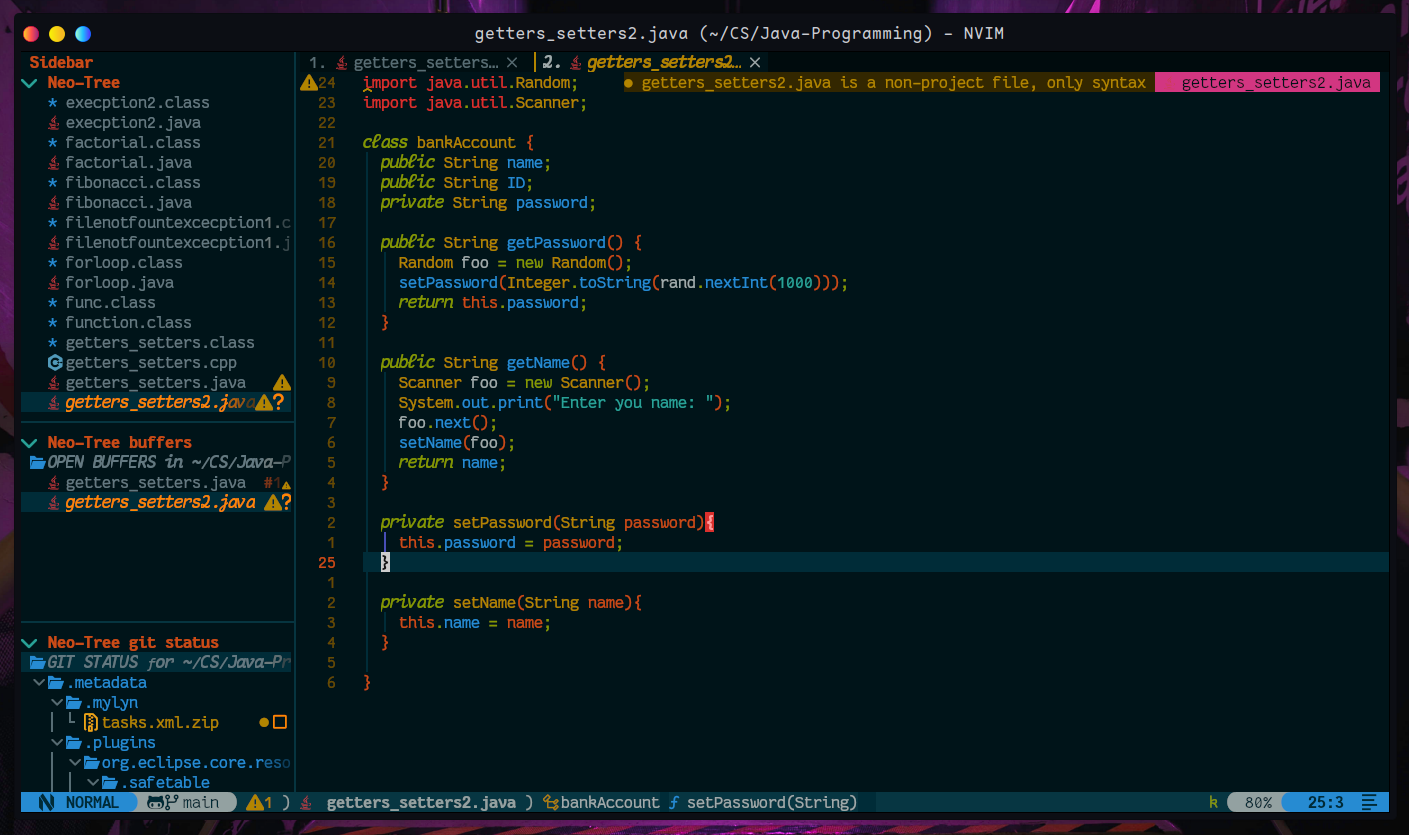 getters_setters2.java (~/CS/Java-Programming) - NVIM
Sidebar
Neo-Tree
* execption2.class
execption2.java
* factorial.class
factorial.java
* fibonacci.class
fibonacci.java
* filenotfountexcecption1.c
filenotfountexcecption1.j
* forloop.class
forloop.java
* func.class
* function.class
* getters_setters.class
getters_setters.cpp
getters_setters.java
getters_setters2.java ?
Neo-Tree buffers
OPEN BUFFERS in ~/CS/Java-P
getters_setters.java #1
getters_setters2.java ?
Neo-Tree git status
GIT STATUS for ~/CS/Java-Pr
.metadata
.mylyn
tasks.xml.zip
.plugins
org.eclipse.core.reso
.safetable
1. getters_setters… × 2. getters_setters2… ×
24 import java.util.Random; ● getters_setters2.java is a non-project file, only syntax getters_setters2.java
23 import java.util.Scanner;
22
21 class bankAccount {
20 public String name;
19 public String ID;
18 private String password;
17
16 public String getPassword() {
15 Random foo = new Random();
14 setPassword(Integer.toString(rand.nextInt(1000)));
13 return this.password;
12 }
11
10 public String getName() {
9 Scanner foo = new Scanner();
8 System.out.print("Enter you name: ");
7 foo.next();
6 setName(foo);
5 return name;
4 }
3
2 private setPassword(String password){
1 this.password = password;
25 }
1
2 private setName(String name){
3 this.name = name;
4 }
5
6 }
NORMAL main 1 ) getters_setters2.java ) bankAccount setPassword(String) k 80% 25:3